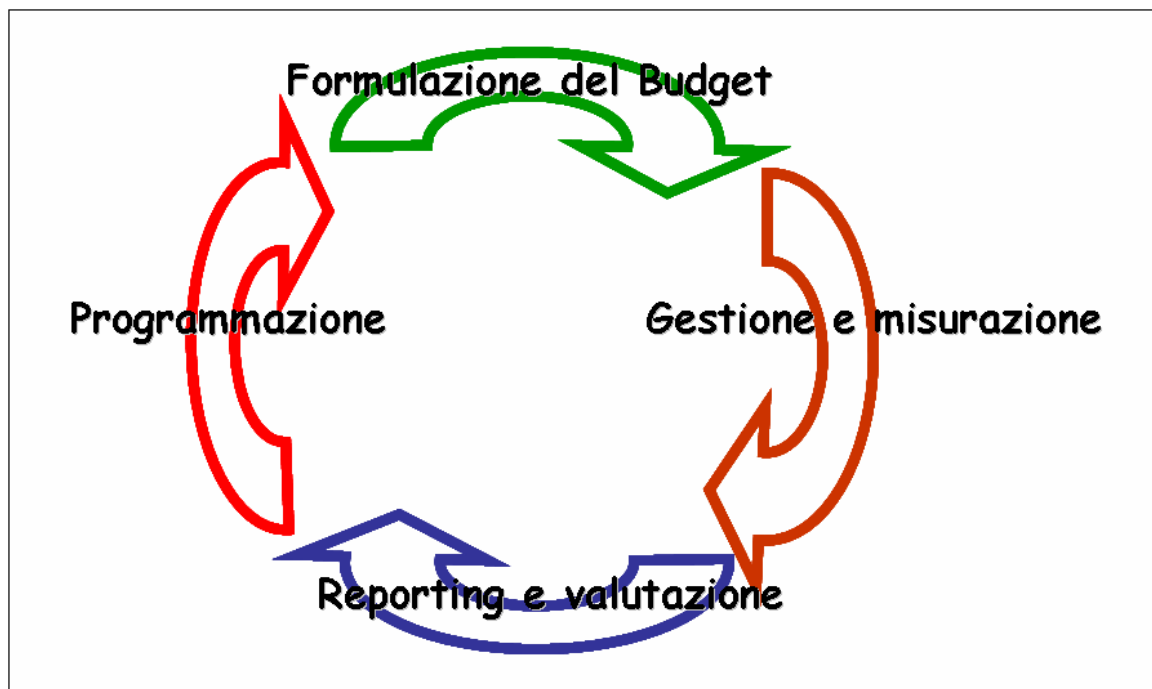 Formulazione del Budget
Programmazione
Gestione e misurazione
Reporting e valutazione